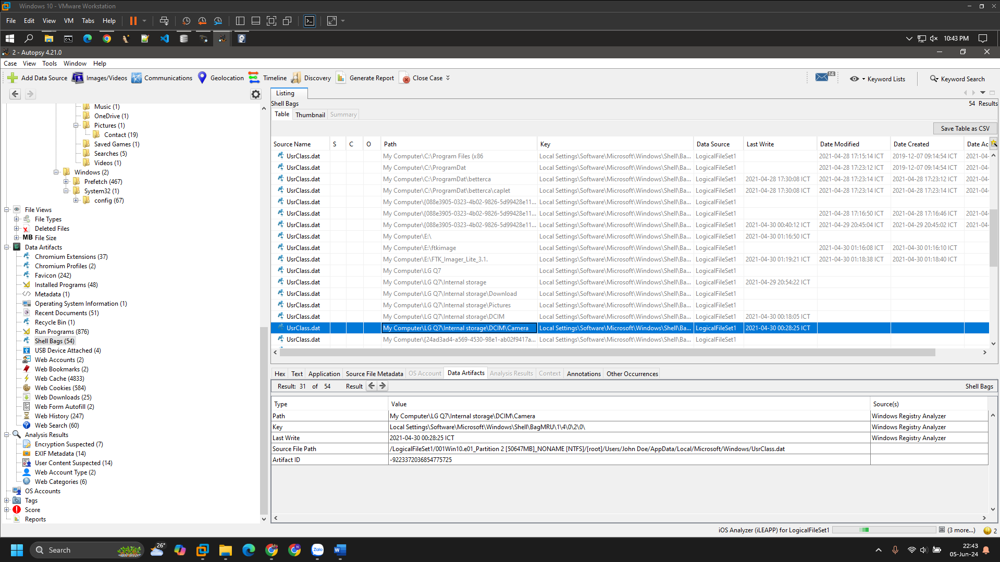 Windows 10 - VMware Workstation
File Edit View VM Tabs Help
10:43 PM
2 - Autopsy 4.21.0
Case View Tools Window Help
Add Data Source Images/Videos Communications Geolocation Timeline Discovery Generate Report Close Case 14 Keyword Lists Keyword Search
Music (1)
OneDrive (1)
Pictures (1)
Contact (19)
Saved Games (1)
Searches (5)
Videos (1)
Windows (2)
Prefetch (467)
System32 (1)
config (67)
File Views
File Types
Deleted Files
MB File Size
Data Artifacts
Chromium Extensions (37)
Chromium Profiles (2)
Favicon (242)
Installed Programs (48)
Metadata (1)
Operating System Information (1)
Recent Documents (51)
Recycle Bin (1)
Run Programs (876)
Shell Bags (54)
USB Device Attached (4)
Web Accounts (2)
Web Bookmarks (2)
Web Cache (4833)
Web Cookies (584)
Web Downloads (25)
Web Form Autofill (2)
Web History (247)
Web Search (60)
Analysis Results
Encryption Suspected (7)
EXIF Metadata (14)
User Content Suspected (14)
Web Account Type (2)
Web Categories (6)
OS Accounts
Tags
Score
Reports
Listing
Shell Bags 54 Results
Table Thumbnail Summary
Save Table as CSV
Source Name S C O Path Key Data Source Last Write Date Modified Date Created Date Ac
UsrClass.dat My Computer\C:\Program Files (x86 Local Settings\Software\Microsoft\Windows\Shell\Ba... LogicalFileSet1 2021-04-28 17:15:14 ICT 2019-12-07 09:14:54 ICT 2021-04-
UsrClass.dat My Computer\C:\ProgramDat Local Settings\Software\Microsoft\Windows\Shell\Ba... LogicalFileSet1 2021-04-28 17:23:12 ICT 2019-12-07 09:14:54 ICT 2021-04-
UsrClass.dat My Computer\C:\ProgramDat\betterca Local Settings\Software\Microsoft\Windows\Shell\Ba... LogicalFileSet1 2021-04-28 17:30:08 ICT 2021-04-28 17:23:14 ICT 2021-04-28 17:23:12 ICT 2021-04-
UsrClass.dat My Computer\C:\ProgramDat\betterca\caplet Local Settings\Software\Microsoft\Windows\Shell\Ba... LogicalFileSet1 2021-04-28 17:30:08 ICT 2021-04-28 17:23:14 ICT 2021-04-28 17:23:14 ICT 2021-04-
UsrClass.dat My Computer\{088e3905-0323-4b02-9826-5d99428e11... Local Settings\Software\Microsoft\Windows\Shell\Ba... LogicalFileSet1
UsrClass.dat My Computer\{088e3905-0323-4b02-9826-5d99428e11... Local Settings\Software\Microsoft\Windows\Shell\Ba... LogicalFileSet1 2021-04-28 17:16:50 ICT 2021-04-28 17:16:46 ICT 2021-04-
UsrClass.dat My Computer\{088e3905-0323-4b02-9826-5d99428e11... Local Settings\Software\Microsoft\Windows\Shell\Ba... LogicalFileSet1 2021-04-30 00:40:12 ICT 2021-04-29 20:45:04 ICT 2021-04-29 20:45:02 ICT 2021-04-
UsrClass.dat My Computer\E:\ Local Settings\Software\Microsoft\Windows\Shell\Ba... LogicalFileSet1 2021-04-30 01:16:50 ICT
UsrClass.dat My Computer\E:\ftkimage Local Settings\Software\Microsoft\Windows\Shell\Ba... LogicalFileSet1 2021-04-30 01:16:08 ICT 2021-04-30 01:16:10 ICT
UsrClass.dat My Computer\E:\FTK_Imager_Lite_3.1. Local Settings\Software\Microsoft\Windows\Shell\Ba... LogicalFileSet1 2021-04-30 01:19:21 ICT 2021-04-30 01:18:38 ICT 2021-04-30 01:18:40 ICT
UsrClass.dat My Computer\LG Q7 Local Settings\Software\Microsoft\Windows\Shell\Ba... LogicalFileSet1
UsrClass.dat My Computer\LG Q7\Internal storage Local Settings\Software\Microsoft\Windows\Shell\Ba... LogicalFileSet1 2021-04-29 20:54:22 ICT
UsrClass.dat My Computer\LG Q7\Internal storage\Download Local Settings\Software\Microsoft\Windows\Shell\Ba... LogicalFileSet1
UsrClass.dat My Computer\LG Q7\Internal storage\Pictures Local Settings\Software\Microsoft\Windows\Shell\Ba... LogicalFileSet1
UsrClass.dat My Computer\LG Q7\Internal storage\DCIM Local Settings\Software\Microsoft\Windows\Shell\Ba... LogicalFileSet1 2021-04-30 00:18:05 ICT
UsrClass.dat My Computer\LG Q7\Internal storage\DCIM\Camera Local Settings\Software\Microsoft\Windows\Shell\Ba... LogicalFileSet1 2021-04-30 00:28:25 ICT
UsrClass.dat My Computer\{24ad3ad4-a569-4530-98e1-ab02f9417a... Local Settings\Software\Microsoft\Windows\Shell\Ba... LogicalFileSet1
Hex Text Application Source File Metadata OS Account Data Artifacts Analysis Results Context Annotations Other Occurrences
Result: 31 of 54 Result Shell Bags
Type Value Source(s)
Path My Computer\LG Q7\Internal storage\DCIM\Camera Windows Registry Analyzer
Key Local Settings\Software\Microsoft\Windows\Shell\BagMRU\1\4\0\2\0\ Windows Registry Analyzer
Last Write 2021-04-30 00:28:25 ICT Windows Registry Analyzer
Source File Path /LogicalFileSet1/001Win10.e01_Partition 2 [50647MB]_NONAME [NTFS]/[root]/Users/John Doe/AppData/Local/Microsoft/Windows/UsrClass.dat
Artifact ID -9223372036854775725
iOS Analyzer (iLEAPP) for LogicalFileSet1 (3 more...) 2
Search 26° Zalo 22:43
05-Jun-24